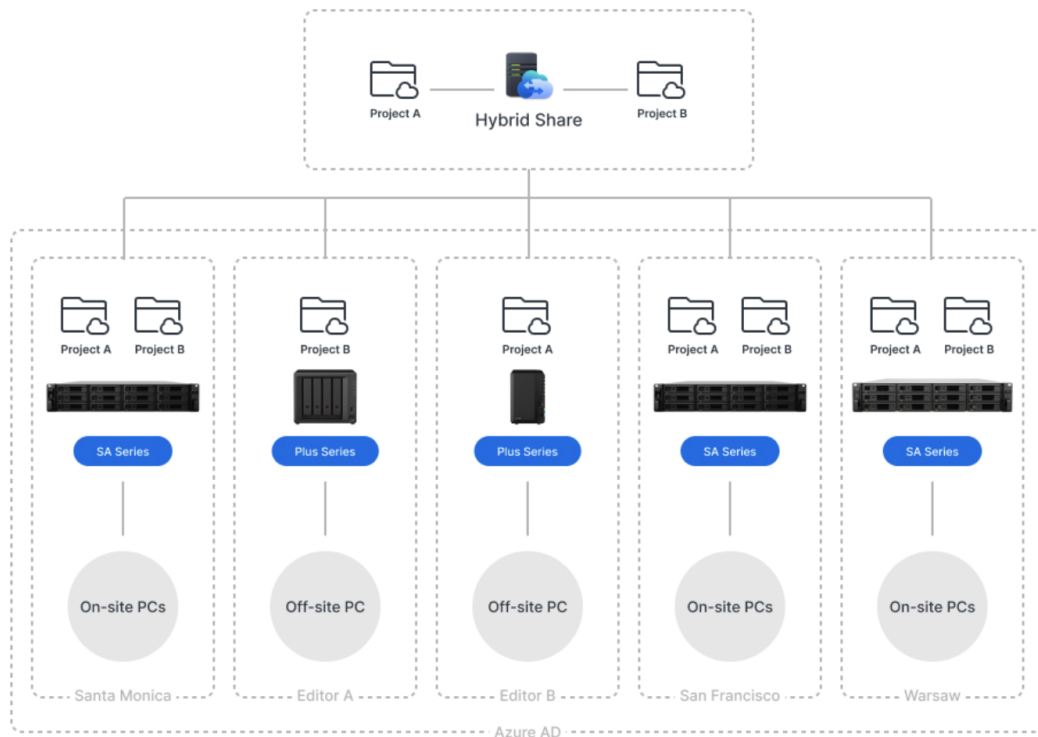 Project A
Hybrid Share
Project B
Project A
Project B
Project B
Project A
Project A
Project B
Project A
Project B
SA Series
Plus Series
Plus Series
SA Series
SA Series
On-site PCs
Off-site PC
Off-site PC
On-site PCs
On-site PCs
Santa Monica
Editor A
Editor B
San Francisco
Warsaw
Azure AD